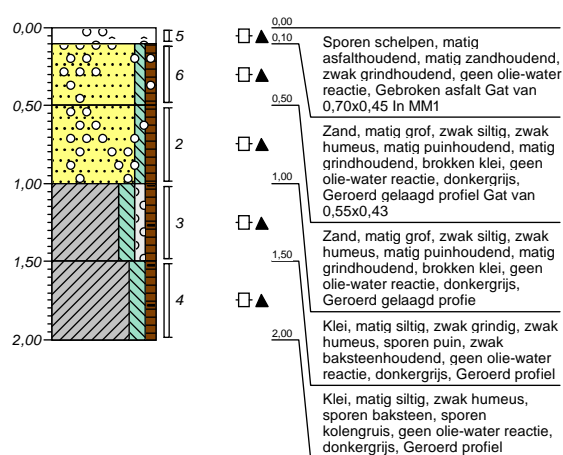 0,00
0,50
1,00
1,50
2,00
5
6
2
3
4
0,00
0,10
Sporen schelpen, matig
asfalthoudend, matig zandhoudend,
zwak grindhoudend, geen olie-water
reactie, Gebroken asfalt Gat van
0,70x0,45 In MM1
0,50
Zand, matig grof, zwak siltig, zwak
humeus, matig puinhoudend, matig
grindhoudend, brokken klei, geen
olie-water reactie, donkergrijs,
Geroerd gelaagd profiel Gat van
0,55x0,43
1,00
Zand, matig grof, zwak siltig, zwak
humeus, matig puinhoudend, matig
grindhoudend, brokken klei, geen
olie-water reactie, donkergrijs,
Geroerd gelaagd profie
1,50
Klei, matig siltig, zwak grindig, zwak
humeus, sporen puin, zwak
baksteenhoudend, geen olie-water
reactie, donkergrijs, Geroerd profiel
2,00
Klei, matig siltig, zwak humeus,
sporen baksteen, sporen
kolengruis, geen olie-water reactie,
donkergrijs, Geroerd profiel